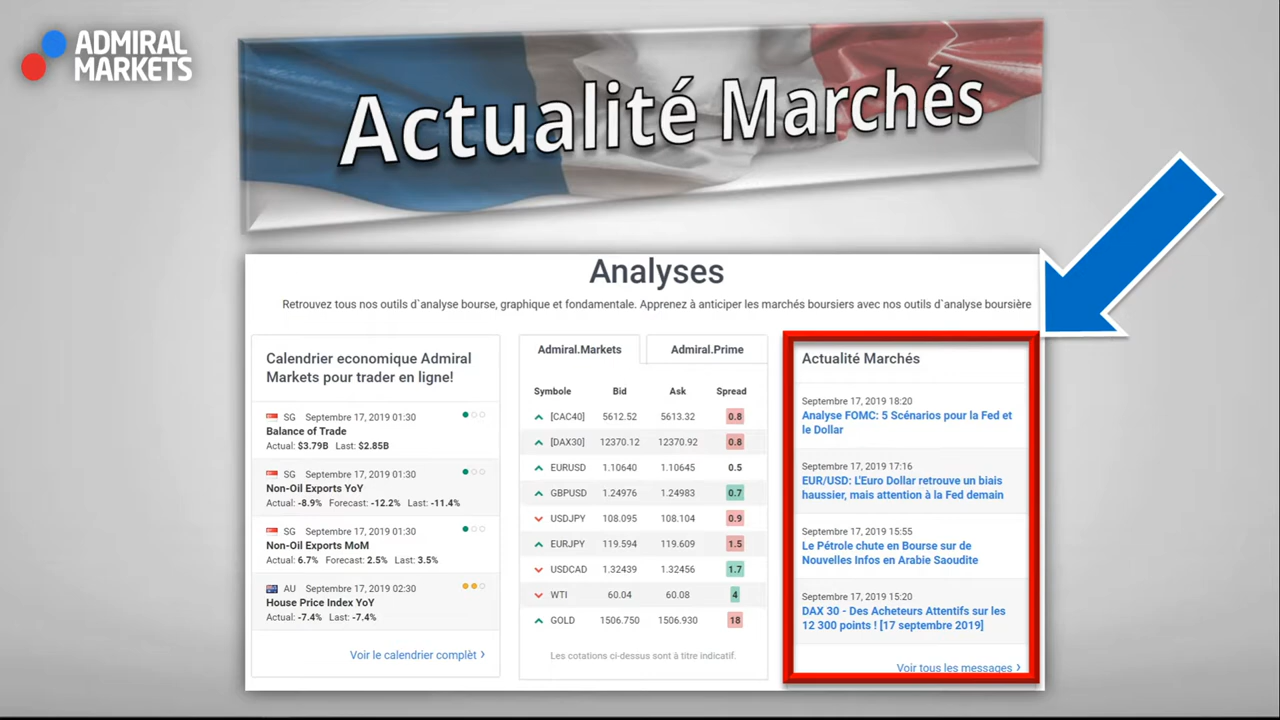 ADMIRAL
MARKETS
Actualité Marchés
Analyses
Retrouvez tous nos outils d`analyse bourse, graphique et fondamentale. Apprenez à anticiper les marchés boursiers avec nos outils d`analyse boursière
Calendrier economique Admiral
Markets pour trader en ligne!
SG Septembre 17, 2019 01:30
Balance of Trade
Actual: $3.79B Last: $2.85B
SG Septembre 17, 2019 01:30
Non-Oil Exports YoY
Actual: -8.9% Forecast: -12.2% Last: -11.4%
SG Septembre 17, 2019 01:30
Non-Oil Exports MoM
Actual: 6.7% Forecast: 2.5% Last: 3.5%
AU Septembre 17, 2019 02:30
House Price Index YoY
Actual: -7.4% Last: -7.4%
Voir le calendrier complèt ›
Admiral.Markets Admiral.Prime
Symbole Bid Ask Spread
[CAC40] 5612.52 5613.32 0.8
[DAX30] 12370.12 12370.92 0.8
EURUSD 1.10640 1.10645 0.5
GBPUSD 1.24976 1.24983 0.7
USDJPY 108.095 108.104 0.9
EURJPY 119.594 119.609 1.5
USDCAD 1.32439 1.32456 1.7
WTI 60.04 60.08 4
GOLD 1506.750 1506.930 18
Les cotations ci-dessus sont à titre indicatif.
Actualité Marchés
Septembre 17, 2019 18:20
Analyse FOMC: 5 Scénarios pour la Fed et
le Dollar
Septembre 17, 2019 17:16
EUR/USD: L'Euro Dollar retrouve un biais
haussier, mais attention à la Fed demain
Septembre 17, 2019 15:55
Le Pétrole chute en Bourse sur de
Nouvelles Infos en Arabie Saoudite
Septembre 17, 2019 15:20
DAX 30 - Des Acheteurs Attentifs sur les
12 300 points ! [17 septembre 2019]
Voir tous les messages ›